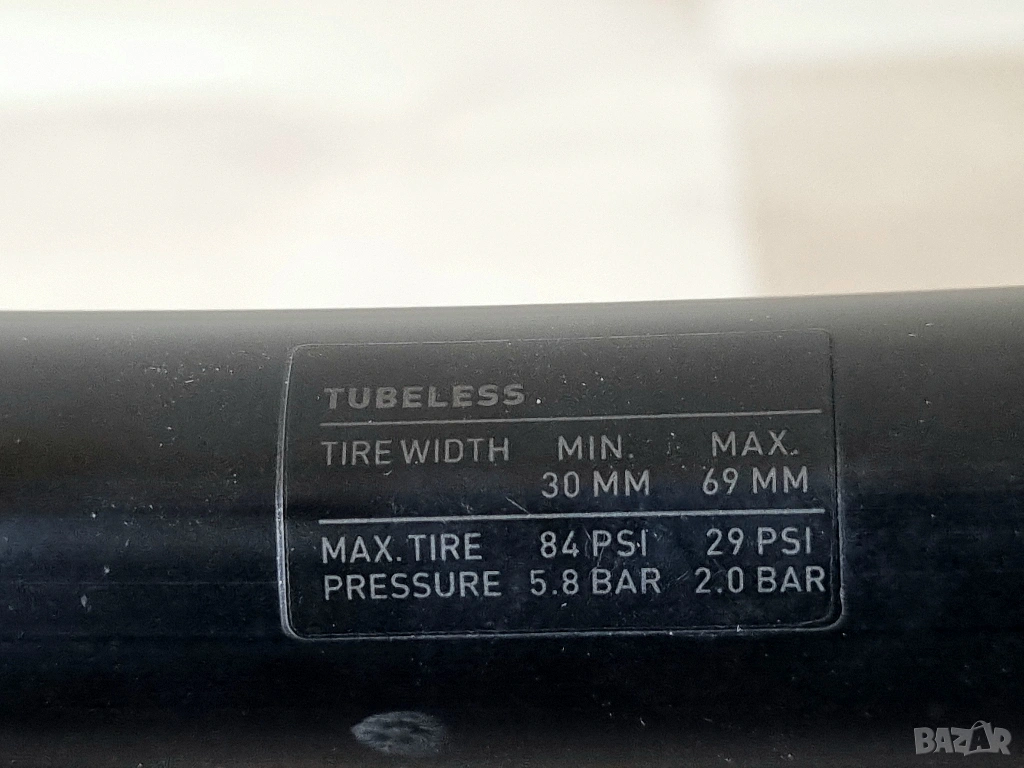 TUBELESS
TIRE WIDTH MIN. MAX.
30 MM 69 MM
MAX. TIRE 84 PSI 29 PSI
PRESSURE 5.8 BAR 2.0 BAR
BAZAR